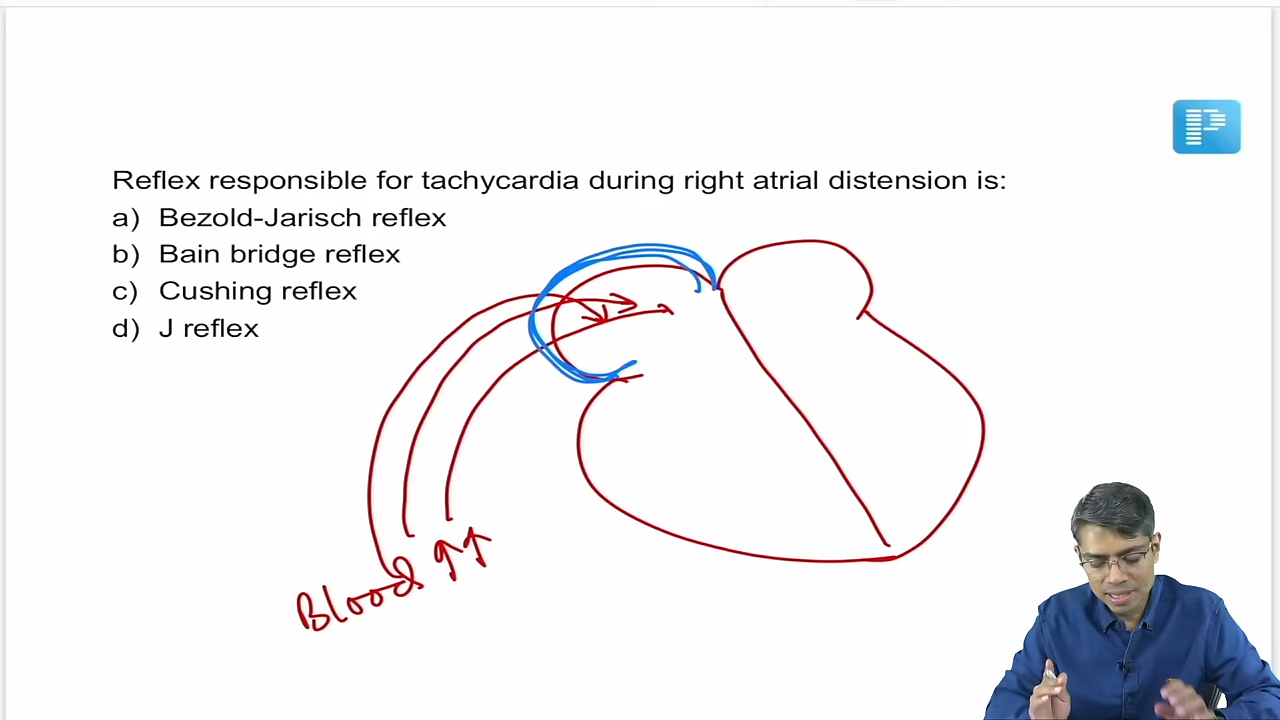 Reflex responsible for tachycardia during right atrial distension is:
a) Bezold-Jarisch reflex
b) Bain bridge reflex
c) Cushing reflex
d) J reflex
Blood ↑↑
P